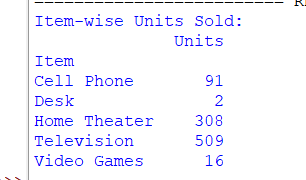 Item-wise Units Sold:
Units
Item
Cell Phone 91
Desk 2
Home Theater 308
Television 509
Video Games 16
>>>